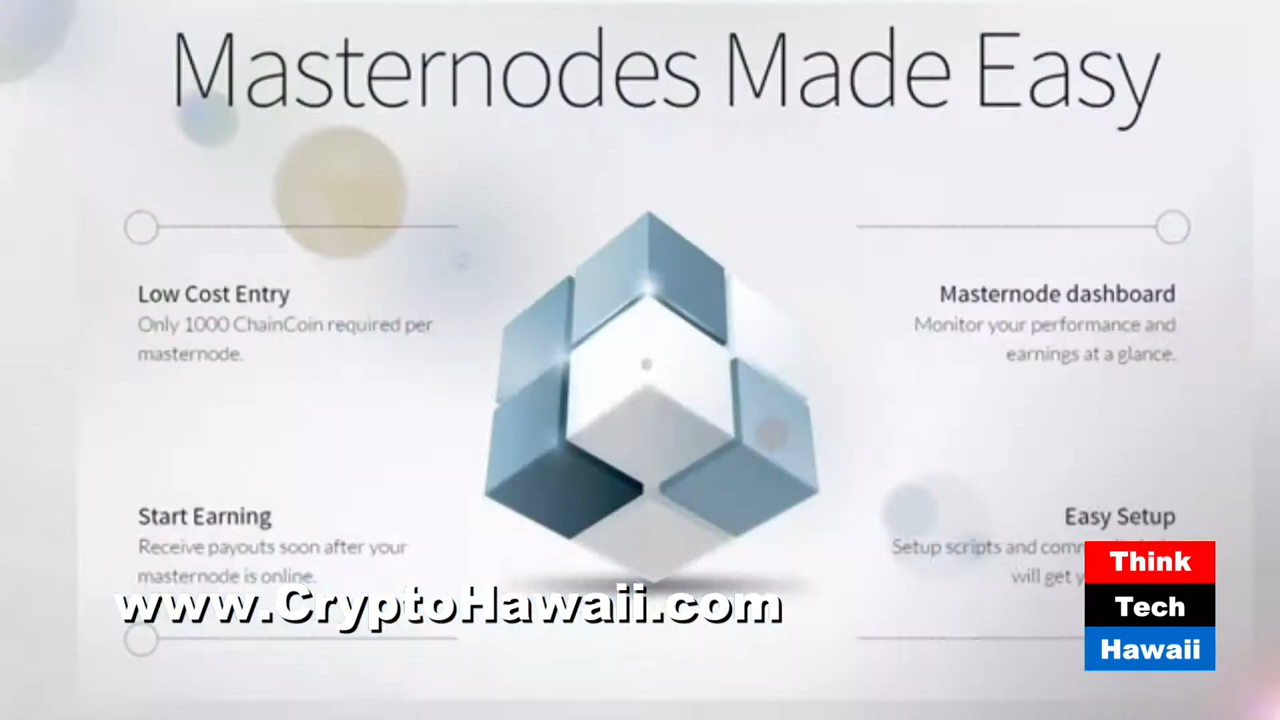 Masternodes Made Easy
Low Cost Entry
Only 1000 ChainCoin required per
masternode.
Masternode dashboard
Monitor your performance and
earnings at a glance.
Start Earning
Receive payouts soon after your
masternode is online.
Easy Setup
Setup scripts and
will get
www.CryptoHawaii.com
Think
Tech
Hawaii